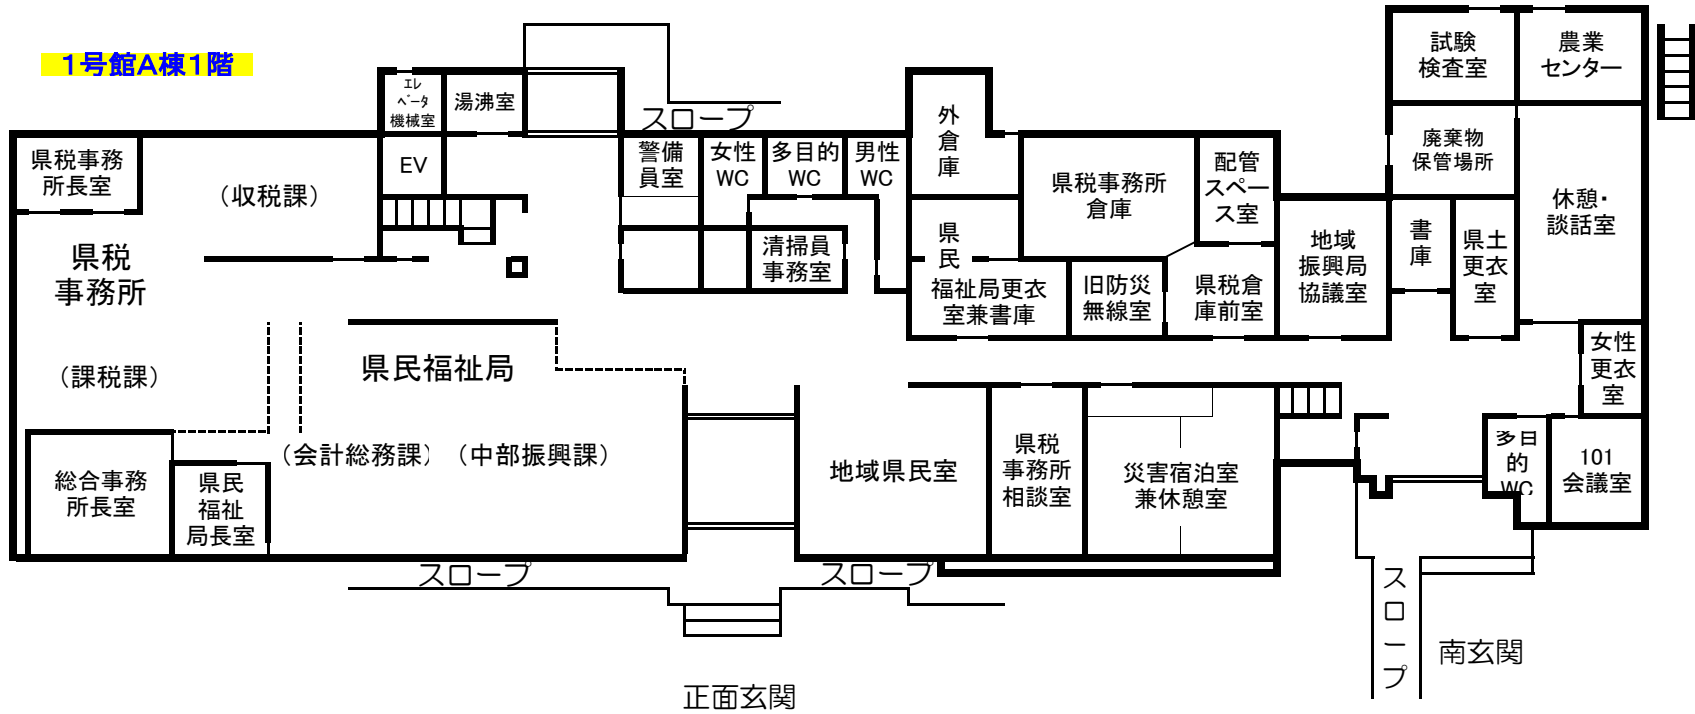 1号館A棟1階
エレ
ベータ
機械室
湯沸室
スロープ
EV
県税事務
所長室
（収税課）
県税
事務所
（課税課）
総合事務
所長室
県民
福祉
局長室
県民福祉局
（会計総務課）
（中部振興課）
警備
員室
女性
WC
多目的
WC
男性
WC
清掃員
事務室
外
倉
庫
県
民
福祉局更衣
室兼書庫
県税事務所
倉庫
配管
スペー
ス室
旧防災
無線室
県税倉
庫前室
地域
振興局
協議室
書
庫
県土
更衣
室
試験
検査室
農業
センター
廃棄物
保管場所
休憩・
談話室
女性
更衣
室
多目
的
WC
101
会議室
地域県民室
県税
事務所
相談室
災害宿泊室
兼休憩室
スロープ
スロープ
スロープ
南玄関
正面玄関